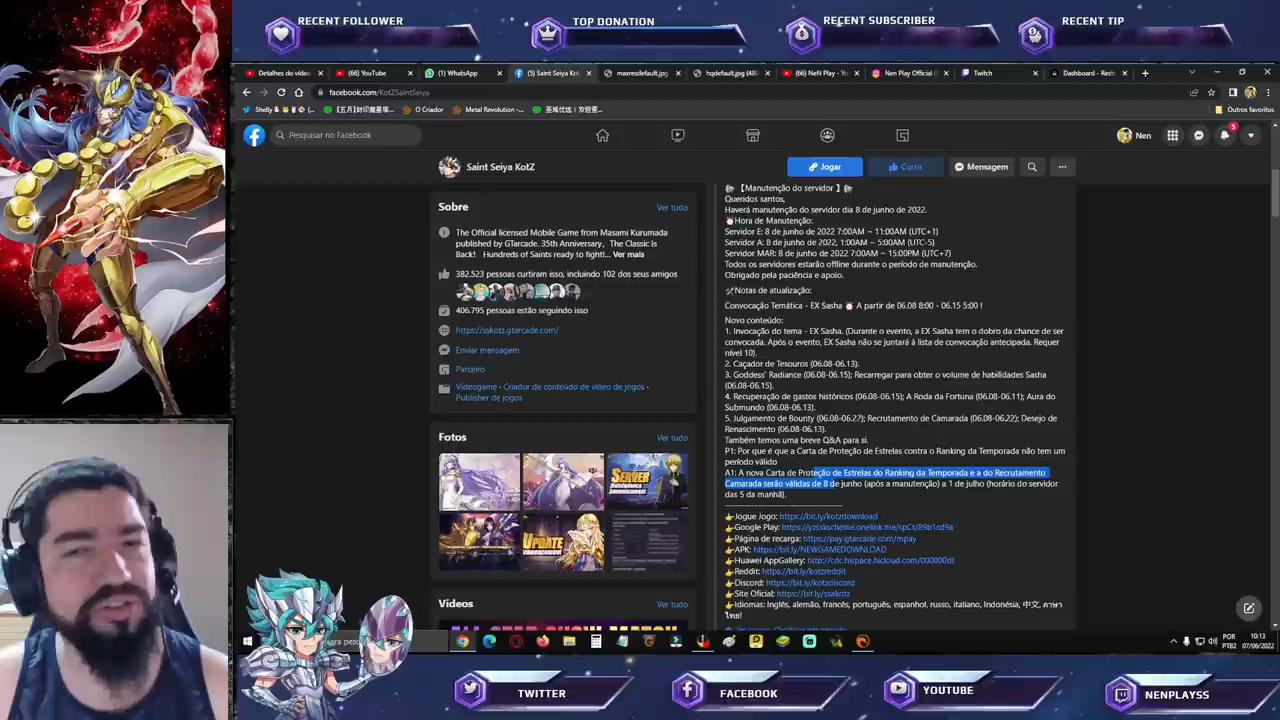 RECENT FOLLOWER
TOP DONATION
RECENT SUBSCRIBER
RECENT TIP
Detalhes do vídeo
(66) YouTube
(1) WhatsApp
(5) Saint Seiya Kot
maxresdefault.jpg
hqdefault.jpg (480
(66) NeN Play - Yo
Nen Play Official (
Twitch
Dashboard - Rest
facebook.com/KotZSaintSeiya
O Criador
Metal Revolution -...
Outros favoritos
Pesquisar no Facebook
Nen
5
Saint Seiya KotZ
Jogar
Curtir
Mensagem
Sobre
Ver tudo
The Official licensed Mobile Game from Masami Kurumada
published by GTarcade. 35th Anniversary, The Classic Is
Back! Hundreds of Saints ready to fight!... Ver mais
382.523 pessoas curtiram isso, incluindo 102 dos seus amigos
406.795 pessoas estão seguindo isso
https://sskotz.gtarcade.com/
Enviar mensagem
Parceiro
Videogame · Criador de conteúdo de vídeo de jogos ·
Publisher de jogos
Fotos
Ver tudo
SERVER
UPDATE
Vídeos
Ver tudo
【Manutenção do servidor 】
Queridos santos,
Haverá manutenção do servidor dia 8 de junho de 2022.
Hora de Manutenção:
Servidor E: 8 de junho de 2022 7:00AM ~ 11:00AM (UTC+1)
Servidor A: 8 de junho de 2022, 1:00AM ~ 5:00AM (UTC-5)
Servidor MAR: 8 de junho de 2022 7:00AM ~ 15:00PM (UTC+7)
Todos os servidores estarão offline durante o período de manutenção.
Obrigado pela paciência e apoio.
Notas de atualização:
Convocação Temática - EX Sasha ⏰ A partir de 06.08 8:00 - 06.15 5:00 !
Novo conteúdo:
1. Invocação do tema - EX Sasha. (Durante o evento, a EX Sasha tem o dobro da chance de ser
convocada. Após o evento, EX Sasha não se juntará à lista de convocação antecipada. Requer
nível 10).
2. Caçador de Tesouros (06.08-06.13).
3. Goddess' Radiance (06.08-06.15); Recarregar para obter o volume de habilidades Sasha
(06.08-06.15).
4. Recuperação de gastos históricos (06.08-06.15); A Roda da Fortuna (06.08-06.11); Aura do
Submundo (06.08-06.13).
5. Julgamento de Bounty (06.08-06.22); Recrutamento de Camarada (06.08-06.22); Desejo de
Renascimento (06.08-06.13).
Também temos uma breve Q&A para si.
P1: Por que é que a Carta de Proteção de Estrelas contra o Ranking da Temporada não tem um
período válido
A1: A nova Carta de Proteção de Estrelas do Ranking da Temporada e a do Recrutamento
Camarada serão válidas de 8 de junho (após a manutenção) a 1 de julho (horário do servidor
das 5 da manhã).
------------------------------------
Jogue Jogo: https://bit.ly/kotzdownload
Google Play: https://yzsskscheme.onelink.me/spCt/89b1cd9a
Página de recarga: https://pay.gtarcade.com/mpay
APK: https://bit.ly/NEWGAMEDOWNLOAD
Huawei AppGallery: http://cdc.hispace.hicloud.com/000000dt
Reddit: https://bit.ly/kotzreddit
Discord: https://bit.ly/kotzdiscord
Site Oficial: https://bit.ly/ssakotz
Idiomas: Inglês, alemão, francês, português, espanhol, russo, italiano, Indonésia, 中文, ภาษา
ไทย!
POR
PTB2
10:13
07/06/2022
TWITTER
FACEBOOK
YOUTUBE
NENPLAYSS